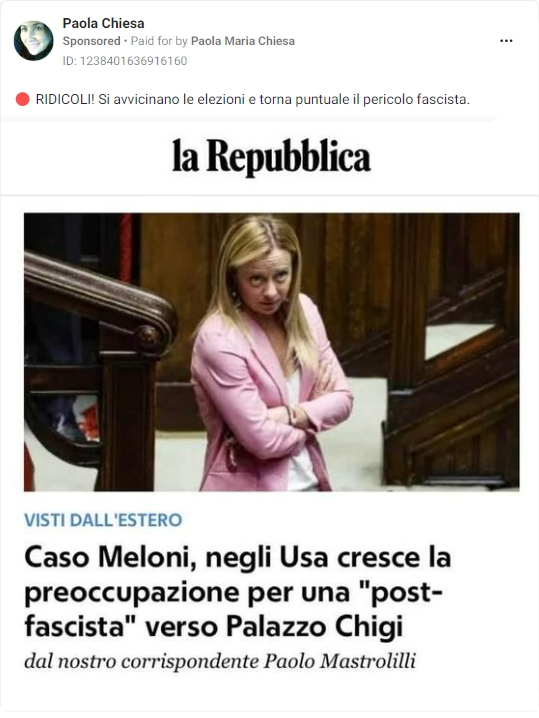 Paola Chiesa
Sponsored • Paid for by Paola Maria Chiesa
ID: 1238401636916160
🔴 RIDICOLI! Si avvicinano le elezioni e torna puntuale il pericolo fascista.
la Repubblica
VISTI DALL'ESTERO
Caso Meloni, negli Usa cresce la
preoccupazione per una "post-
fascista" verso Palazzo Chigi
dal nostro corrispondente Paolo Mastrolilli